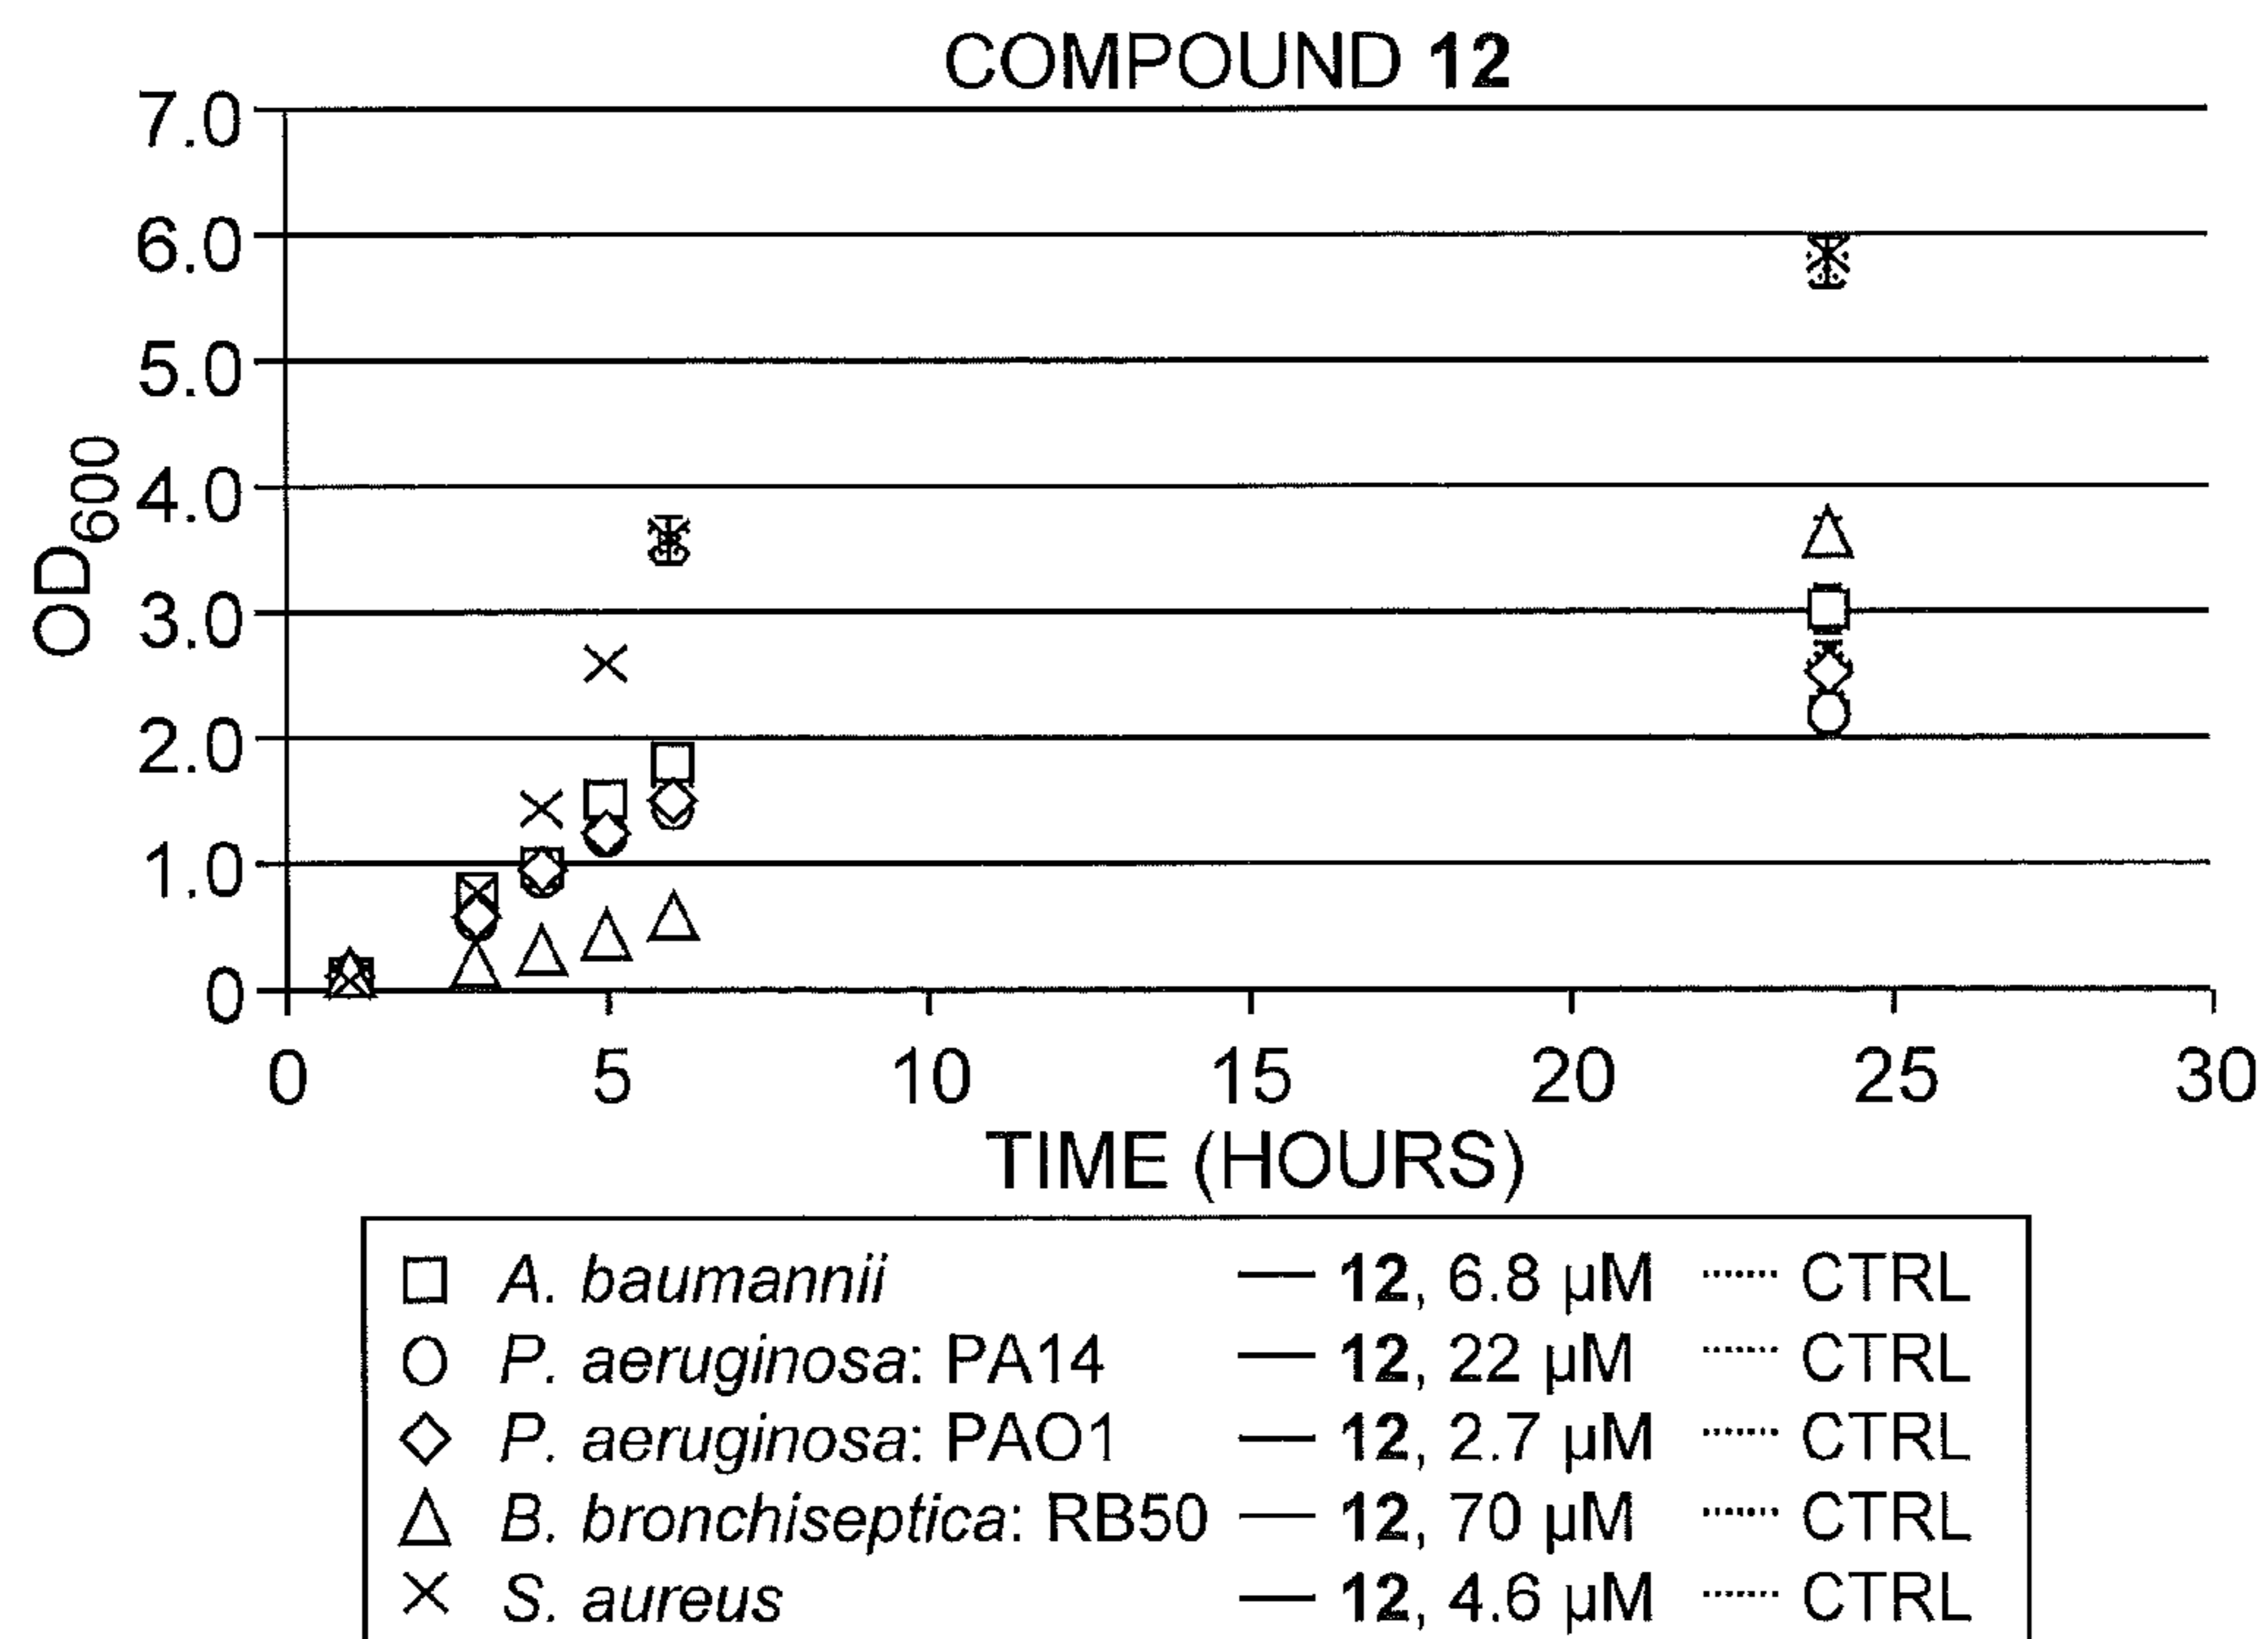 COMPOUND 12
7.0
6.0
5.0
4.0
3.0
2.0
1.0
0
OD600
0 5 10 15 20 25 30
TIME (HOURS)
A. baumannii 12, 6.8 µM CTRL
P. aeruginosa: PA14 12, 22 µM CTRL
P. aeruginosa: PAO1 12, 2.7 µM CTRL
B. bronchiseptica: RB50 12, 70 µM CTRL
S. aureus 12, 4.6 µM CTRL